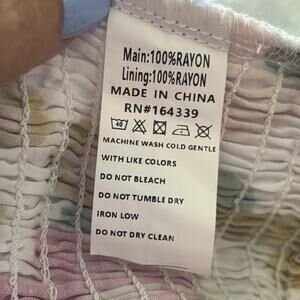 Main:100%RAYON
Lining:100%RAYON
MADE IN CHINA
RN#164339
40
MACHINE WASH COLD GENTLE
WITH LIKE COLORS
DO NOT BLEACH
DO NOT TUMBLE DRY
IRON LOW
DO NOT DRY CLEAN